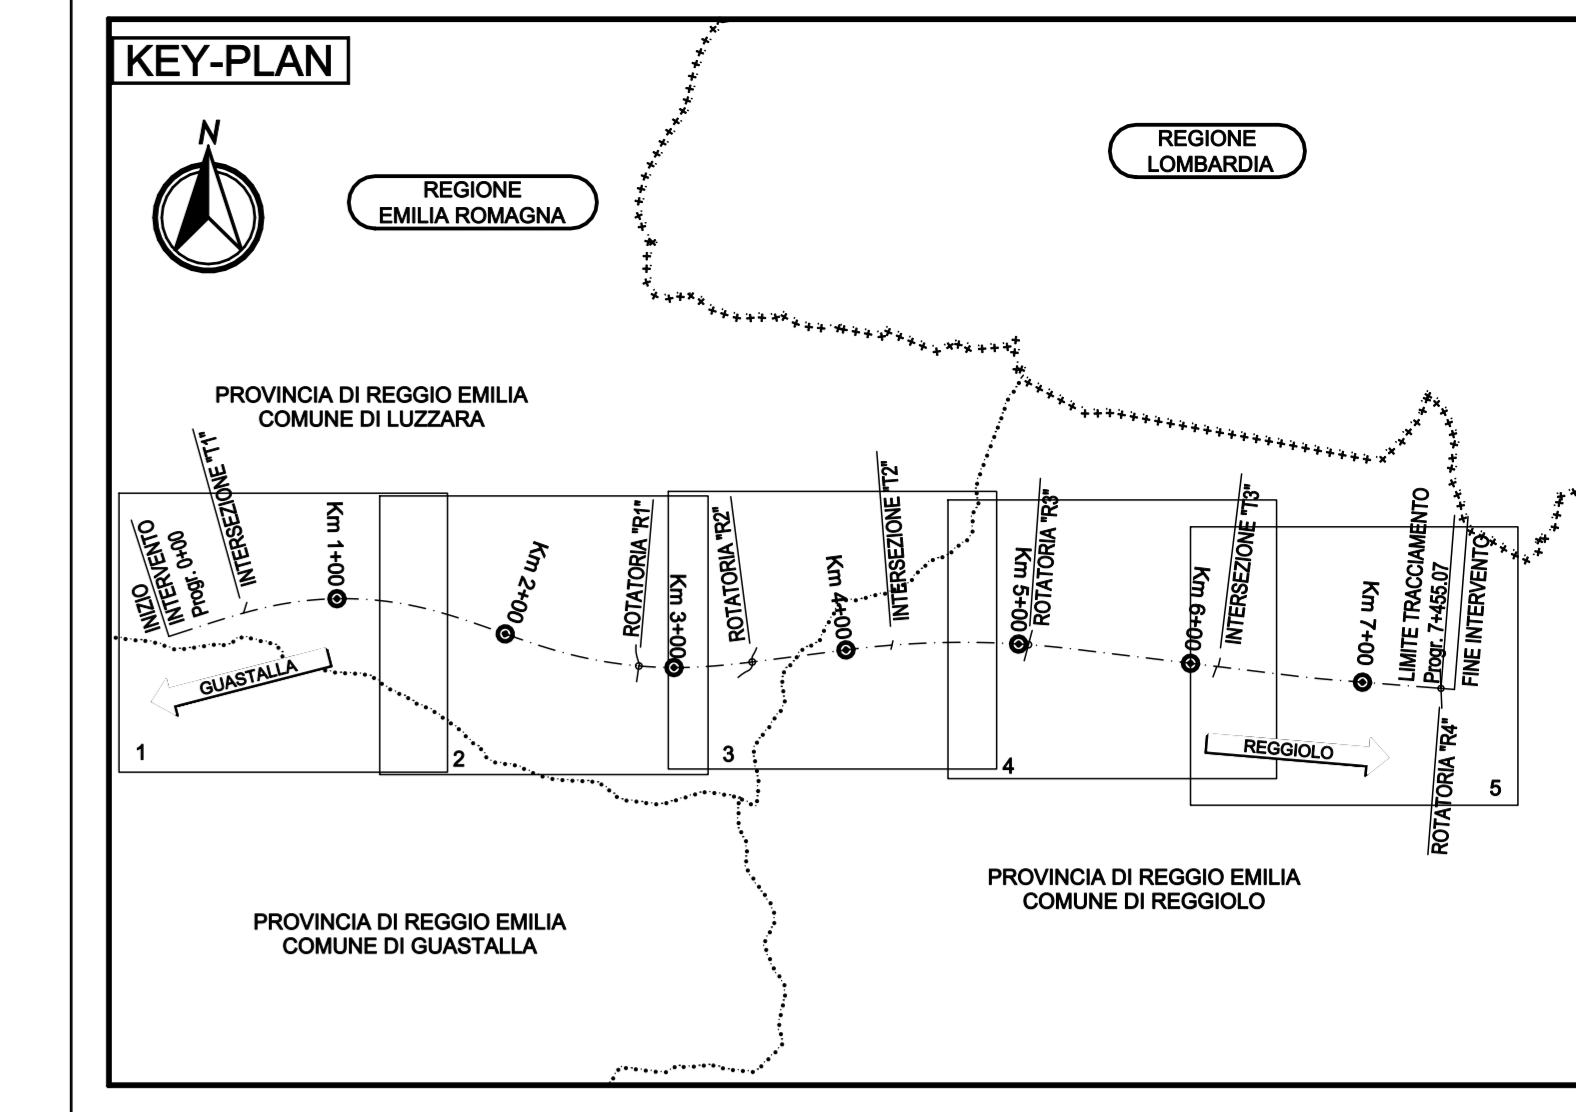 KEY-PLAN
N
REGIONE
EMILIA ROMAGNA
REGIONE
LOMBARDIA
PROVINCIA DI REGGIO EMILIA
COMUNE DI LUZZARA
INIZIO
INTERVENTO
Progr. 0+00
INTERSEZIONE "T1"
Km 1+00
Km 2+00
ROTATORIA "R1"
Km 3+00
ROTATORIA "R2"
Km 4+00
INTERSEZIONE "T2"
Km 5+00
ROTATORIA "R3"
Km 6+00
INTERSEZIONE "T3"
Km 7+00
LIMITE TRACCIAMENTO
Progr. 7+455.07
FINE INTERVENTO
ROTATORIA "R4"
GUASTALLA
REGGIOLO
1
2
3
4
5
PROVINCIA DI REGGIO EMILIA
COMUNE DI REGGIOLO
PROVINCIA DI REGGIO EMILIA
COMUNE DI GUASTALLA